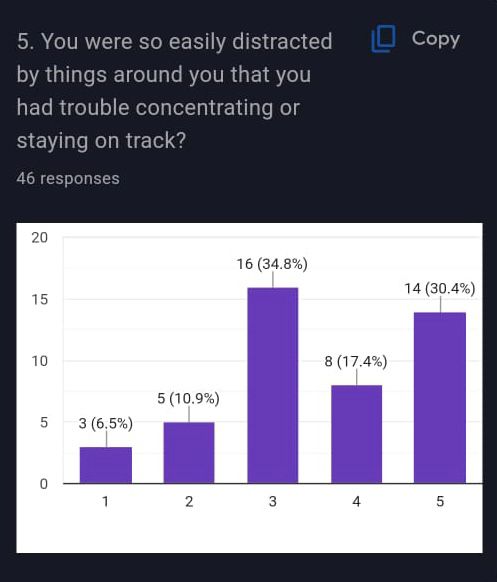 5. You were so easily distracted
by things around you that you
had trouble concentrating or
staying on track?
Copy
46 responses
20
15
10
5
0
3 (6.5%)
5 (10.9%)
16 (34.8%)
8 (17.4%)
14 (30.4%)
1
2
3
4
5